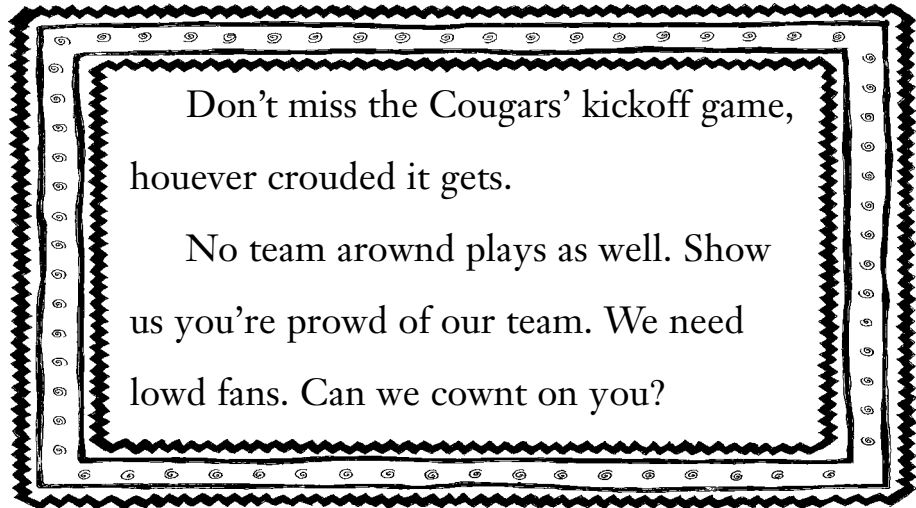 Don’t miss the Cougars’ kickoff game,
houever crouded it gets.
No team arownd plays as well. Show
us you’re prowd of our team. We need
lowd fans. Can we cownt on you?